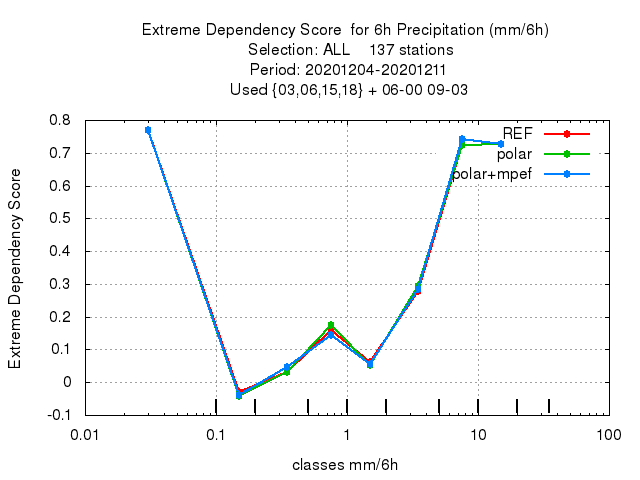 Extreme Dependency Score  for 6h Precipitation (mm/6h)
Selection: ALL    137 stations
Period: 20201204-20201211
Used {03,06,15,18} + 06-00 09-03
REF
polar
polar+mpef
Extreme Dependency Score
0.8
0.7
0.6
0.5
0.4
0.3
0.2
0.1
0
-0.1
0.01 0.1 1 10 100
classes mm/6h